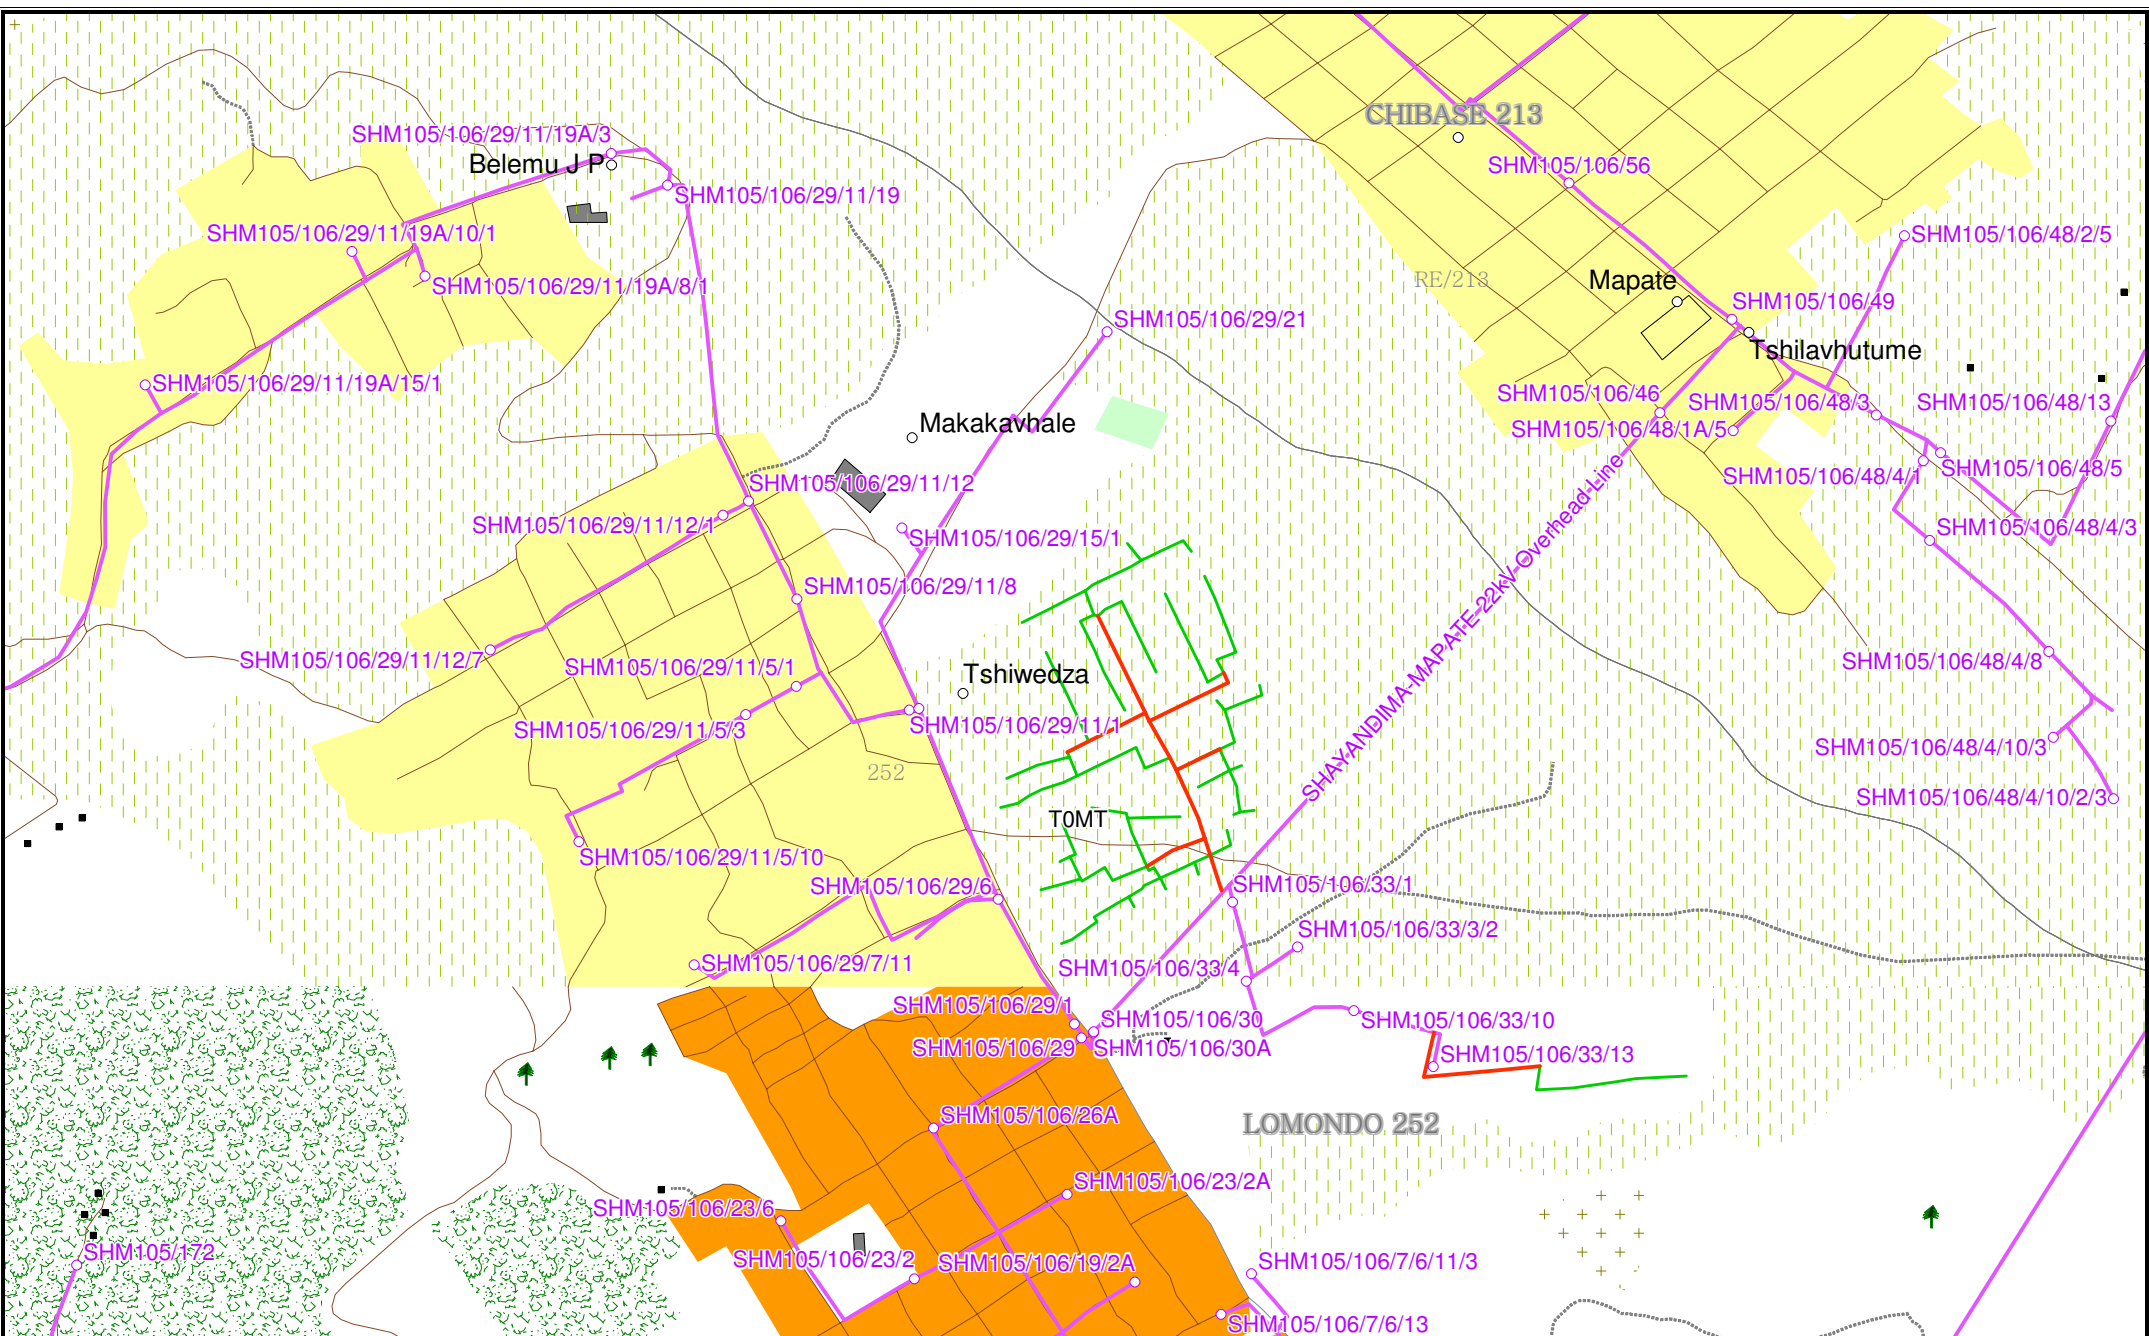 CHIBASE 213
SHM105/106/29/11/19A/3
Belemu J P
SHM105/106/56
SHM105/106/29/11/19
SHM105/106/29/11/19A/10/1
SHM105/106/48/2/5
RE/213
Mapate
SHM105/106/29/11/19A/8/1
SHM105/106/49
SHM105/106/29/21
Tshilavhutume
SHM105/106/29/11/19A/15/1
SHM105/106/46
SHM105/106/48/3
SHM105/106/48/13
Makakavhale
SHM105/106/48/1A/5
SHM105/106/48/5
SHM105/106/48/4/1
SHM105/106/29/11/12
SHM105/106/29/11/12/1
SHM105/106/48/4/3
SHM105/106/29/15/1
SHM105/106/29/11/8
SHAYANDIMA-MAPATE 22kV Overhead Line
SHM105/106/29/11/12/7
SHM105/106/29/11/5/1
SHM105/106/48/4/8
Tshiwedza
SHM105/106/29/11/1
SHM105/106/29/11/5/3
SHM105/106/48/4/10/3
252
SHM105/106/48/4/10/2/3
T0MT
SHM105/106/29/11/5/10
SHM105/106/29/6
SHM105/106/33/1
SHM105/106/33/3/2
SHM105/106/29/7/11
SHM105/106/33/4
SHM105/106/29/1
SHM105/106/30
SHM105/106/33/10
SHM105/106/29
SHM105/106/30A
SHM105/106/33/13
SHM105/106/26A
LOMONDO 252
SHM105/106/23/2A
SHM105/106/23/6
SHM105/172
SHM105/106/23/2
SHM105/106/19/2A
SHM105/106/7/6/11/3
SHM105/106/7/6/13